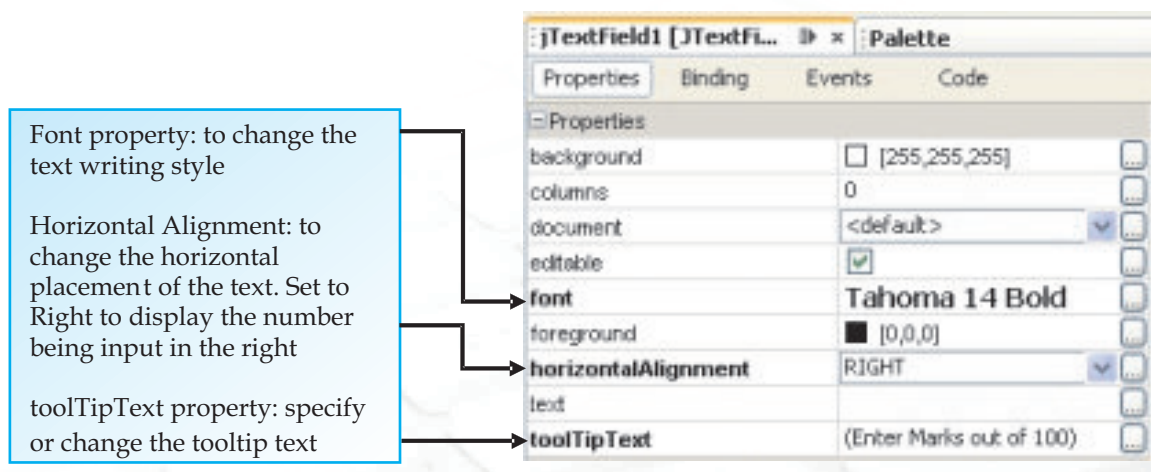 jTextField1 [JTextFi... Palette
Properties Binding Events Code
Properties
background [255,255,255] ...
columns 0 ...
document <default> ...
editable ...
font Tahoma 14 Bold ...
foreground [0,0,0] ...
horizontalAlignment RIGHT ...
text ...
toolTipText (Enter Marks out of 100) ...
Font property: to change the
text writing style
Horizontal Alignment: to
change the horizontal
placement of the text. Set to
Right to display the number
being input in the right
toolTipText property: specify
or change the tooltip text